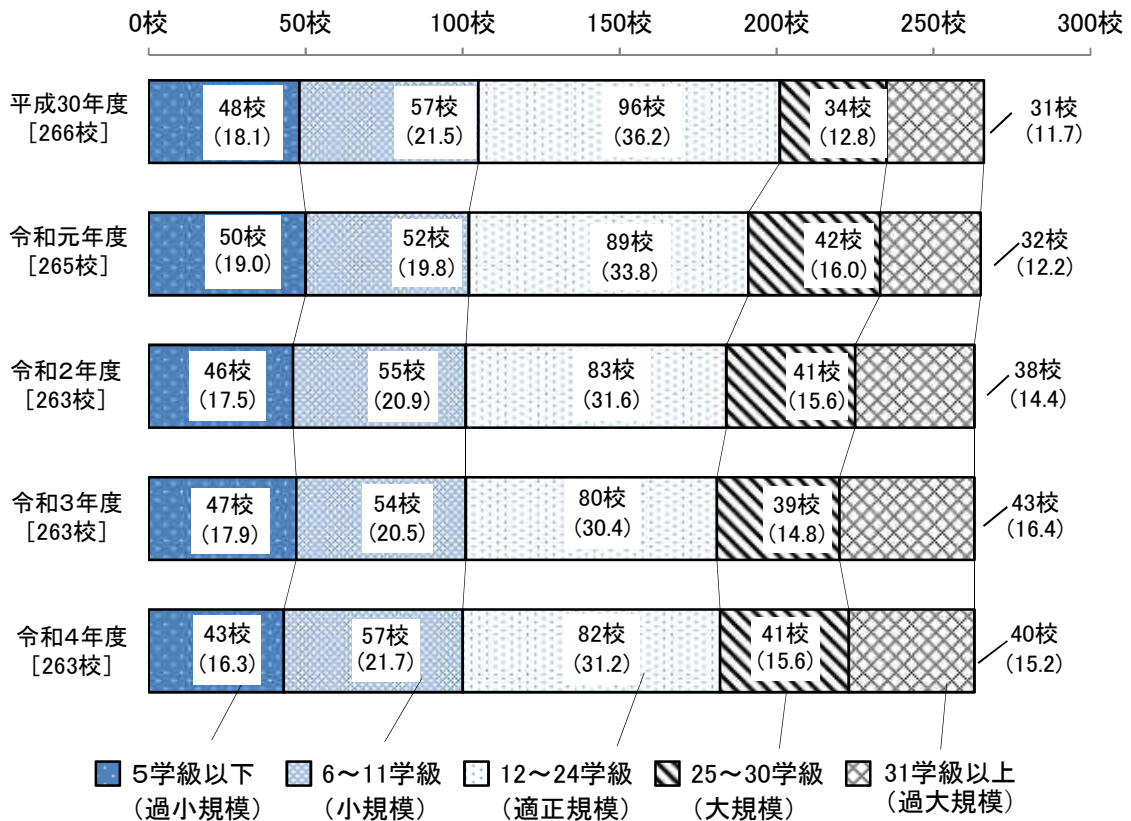 0校 50校 100校 150校 200校 250校 300校
平成30年度
[266校]
48校
(18.1)
57校
(21.5)
96校
(36.2)
34校
(12.8)
31校
(11.7)
令和元年度
[265校]
50校
(19.0)
52校
(19.8)
89校
(33.8)
42校
(16.0)
32校
(12.2)
令和2年度
[263校]
46校
(17.5)
55校
(20.9)
83校
(31.6)
41校
(15.6)
38校
(14.4)
令和3年度
[263校]
47校
(17.9)
54校
(20.5)
80校
(30.4)
39校
(14.8)
43校
(16.4)
令和4年度
[263校]
43校
(16.3)
57校
(21.7)
82校
(31.2)
41校
(15.6)
40校
(15.2)
5学級以下
(過小規模)
6～11学級
(小規模)
12～24学級
(適正規模)
25～30学級
(大規模)
31学級以上
(過大規模)